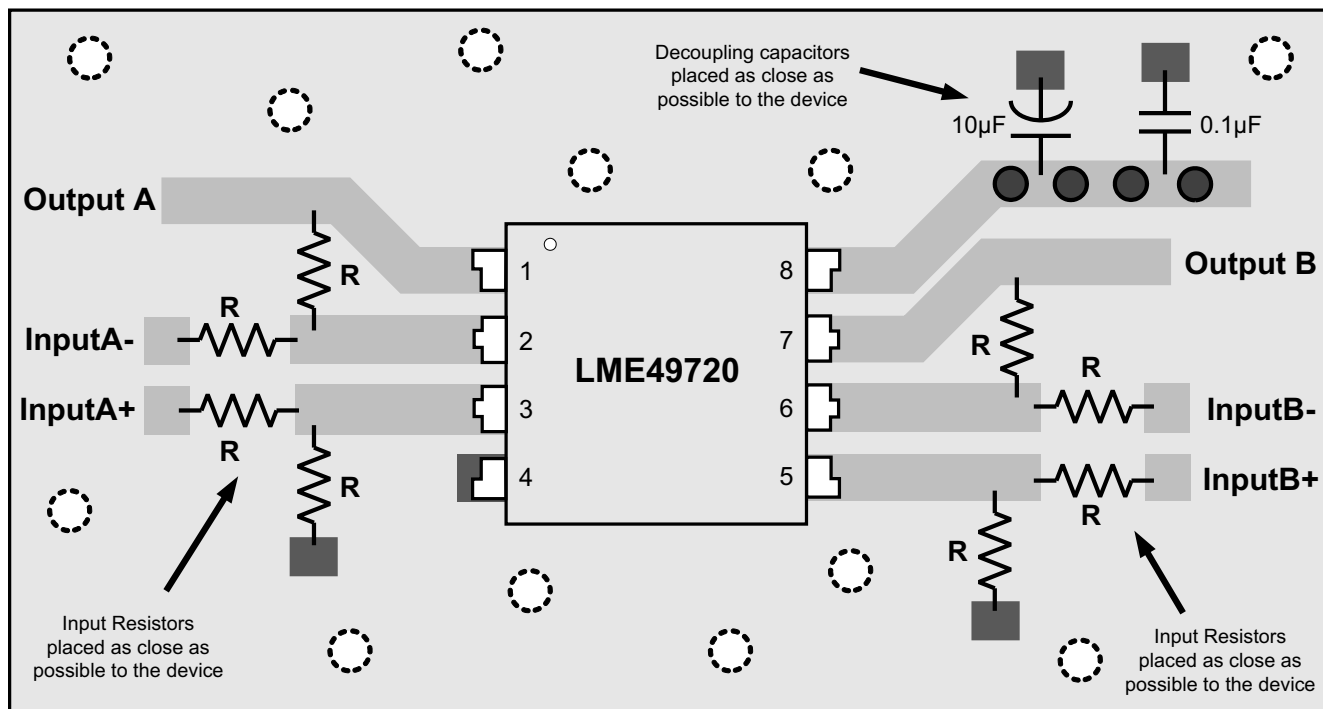 Decoupling capacitors
placed as close as
possible to the device
10µF
0.1µF
Output A
1
8
Output B
R
R
R
InputA-
2
7
R
LME49720
R
InputA+
3
6
InputB-
R
R
4
5
InputB+
R
R
Input Resistors
placed as close as
possible to the device
Input Resistors
placed as close as
possible to the device